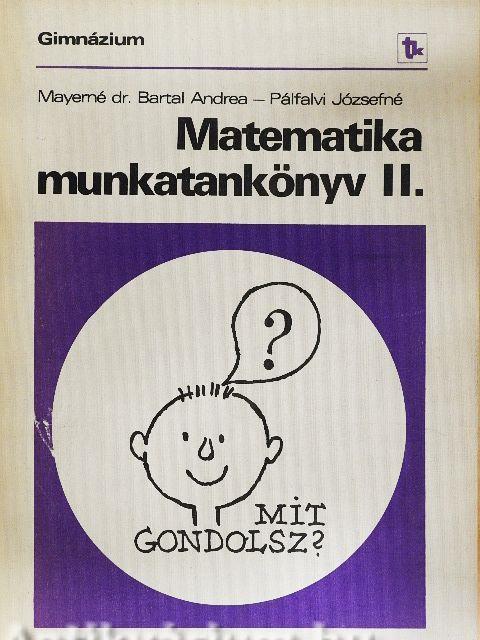 Gimnázium
tk
Mayerné dr. Bartal Andrea – Pálfalvi Józsefné
Matematika
munkatankönyv II.
?
MIT
GONDOLSZ?